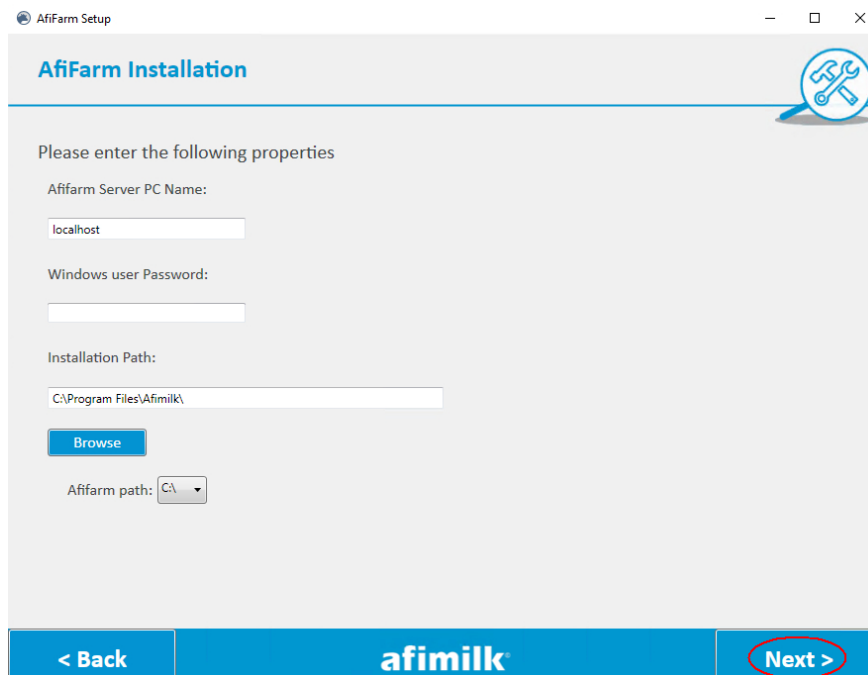 AfiFarm Setup
AfiFarm Installation
Please enter the following properties
Afifarm Server PC Name:
localhost
Windows user Password:
Installation Path:
C:\Program Files\Afimilk\
Browse
Afifarm path: C:\
< Back
afimilk
Next >